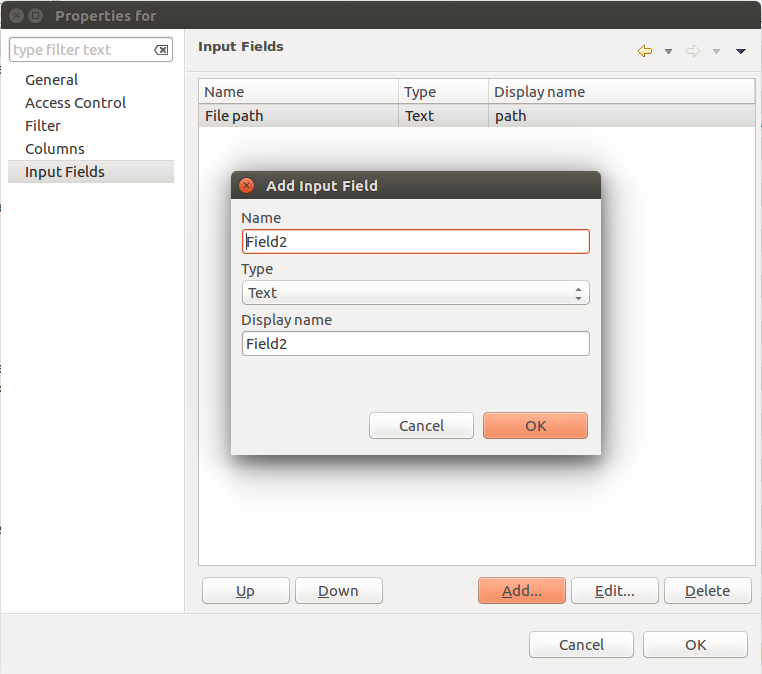 Properties for
type filter text
General
Access Control
Filter
Columns
Input Fields
Input Fields
Name Type Display name
File path Text path
Add Input Field
Name
Field2
Type
Text
Display name
Field2
Cancel OK
Up Down Add... Edit... Delete
Cancel OK